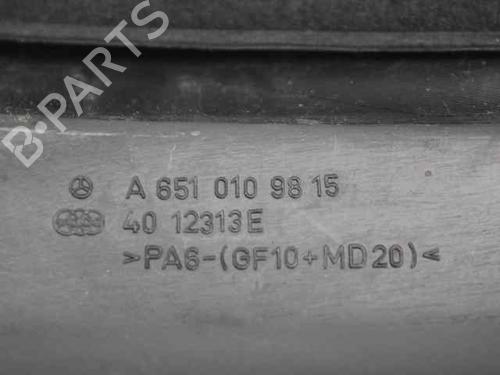 B-PARTS
A 651 010 98 15
40 12313E
>PA6-(GF10+MD20)<